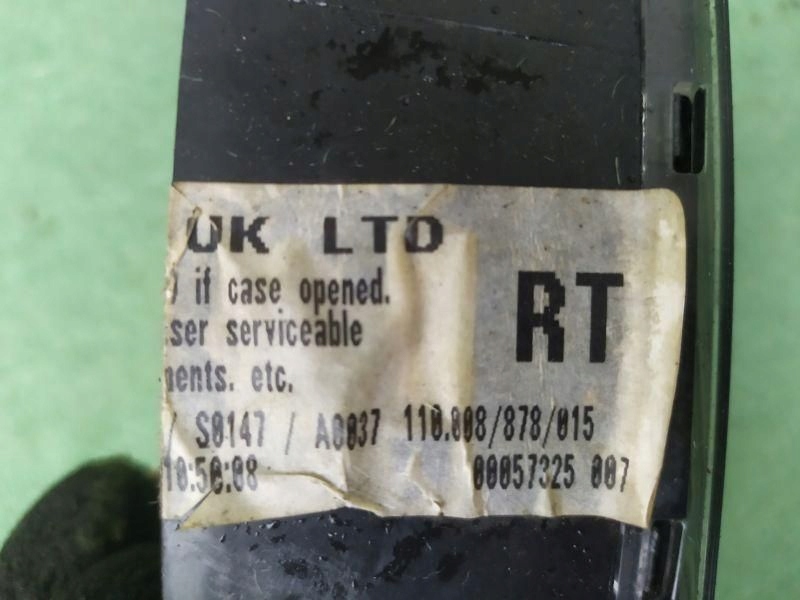 UK LTD
) if case opened.
ser serviceable
RT
ments. etc.
/ S0147 / A0037 110.008/878/015
10:50:08 00057325 007